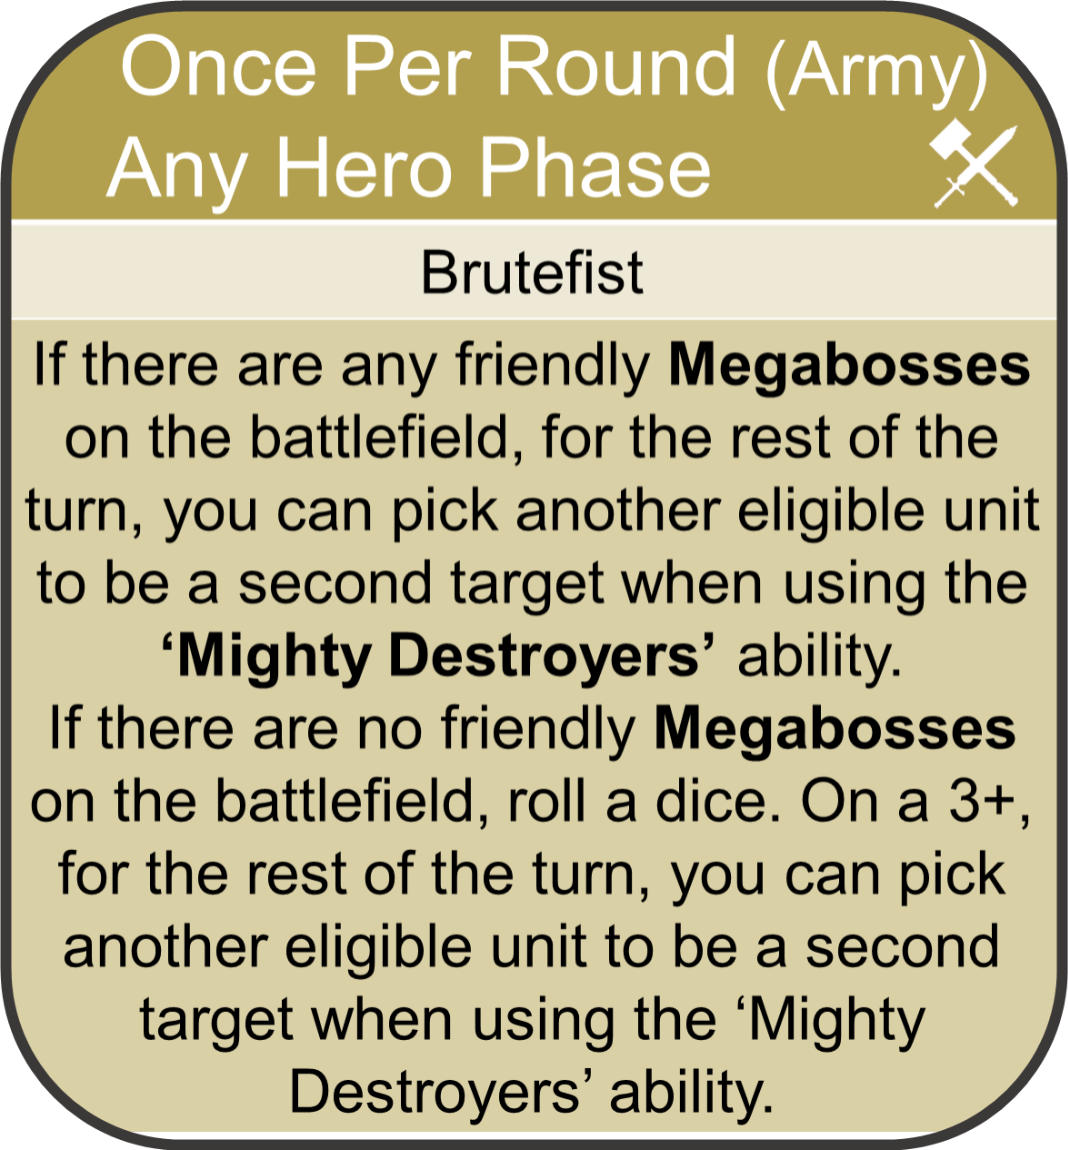 Once Per Round (Army)
Any Hero Phase
Brutefist
If there are any friendly Megabosses
on the battlefield, for the rest of the
turn, you can pick another eligible unit
to be a second target when using the
‘Mighty Destroyers’ ability.
If there are no friendly Megabosses
on the battlefield, roll a dice. On a 3+,
for the rest of the turn, you can pick
another eligible unit to be a second
target when using the ‘Mighty
Destroyers’ ability.